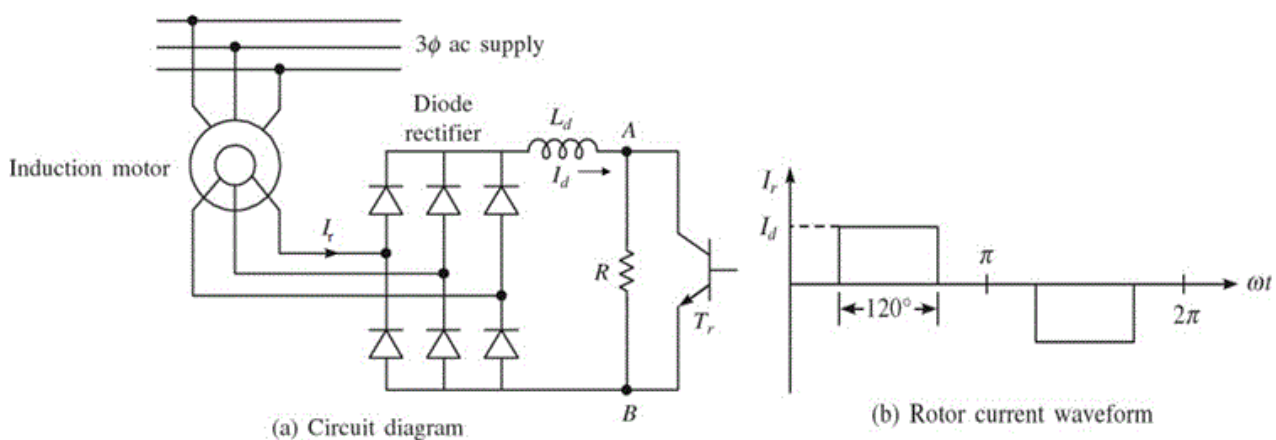 3ϕ ac supply
Diode
rectifier
Induction motor
L_d
I_d
A
R
T_r
B
I_r
(a) Circuit diagram
I_r
I_d
π
120°
2π
ωt
(b) Rotor current waveform